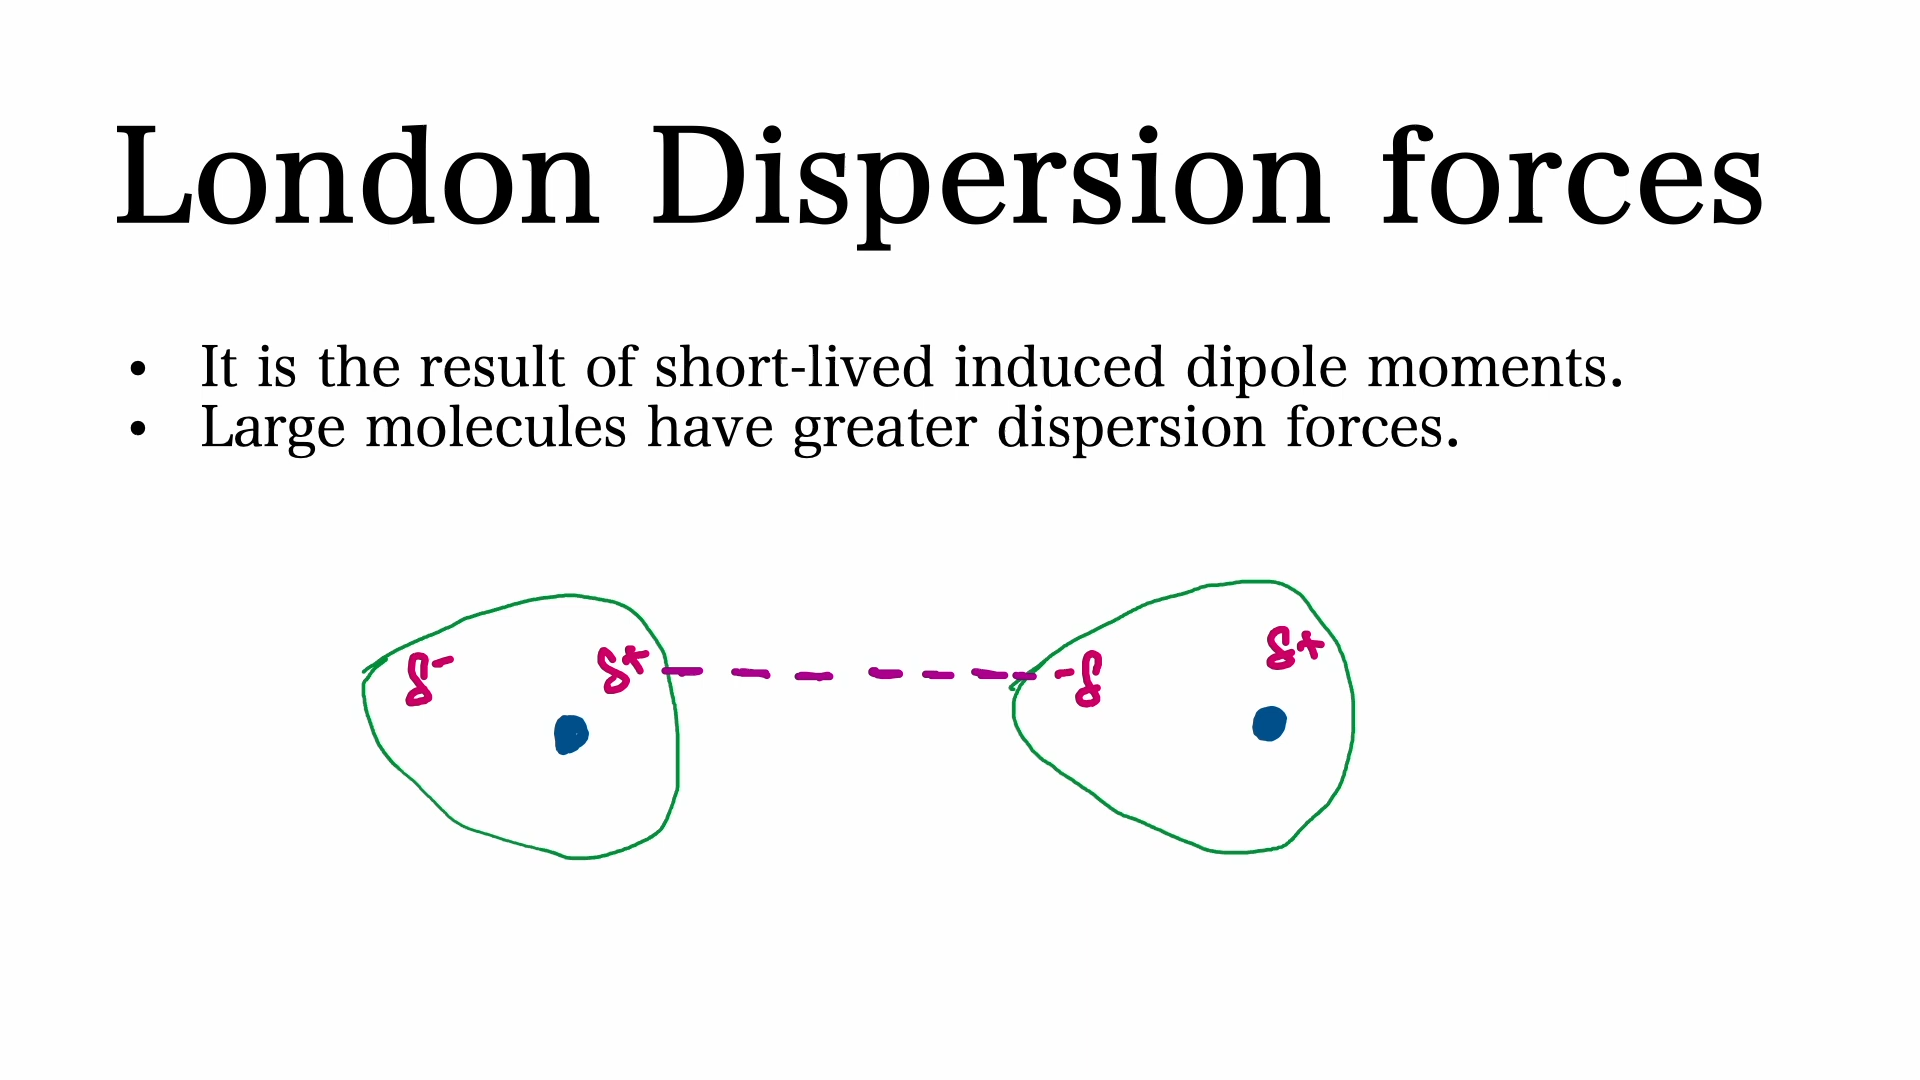 London Dispersion forces
• It is the result of short-lived induced dipole moments.
• Large molecules have greater dispersion forces.
δ- δ+ -δ δ+